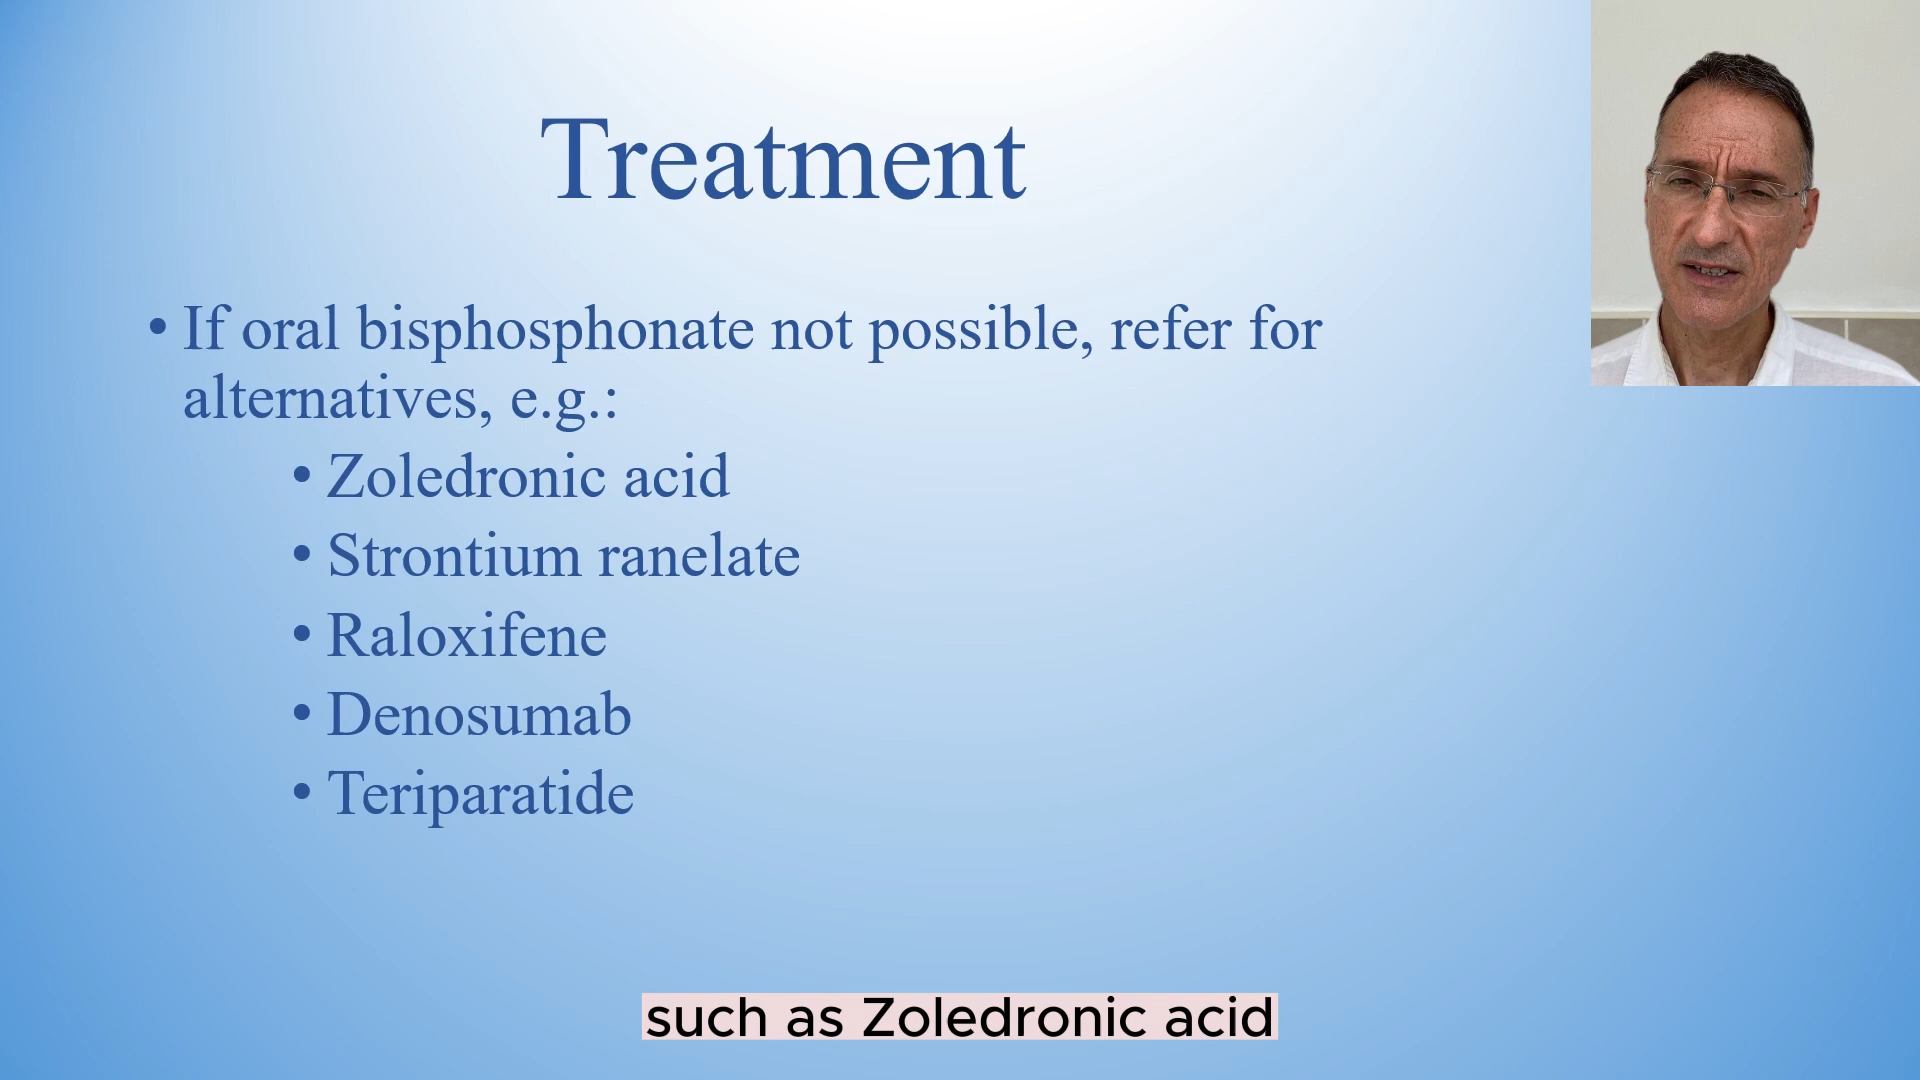 Treatment
• If oral bisphosphonate not possible, refer for
alternatives, e.g.:
• Zoledronic acid
• Strontium ranelate
• Raloxifene
• Denosumab
• Teriparatide
such as Zoledronic acid